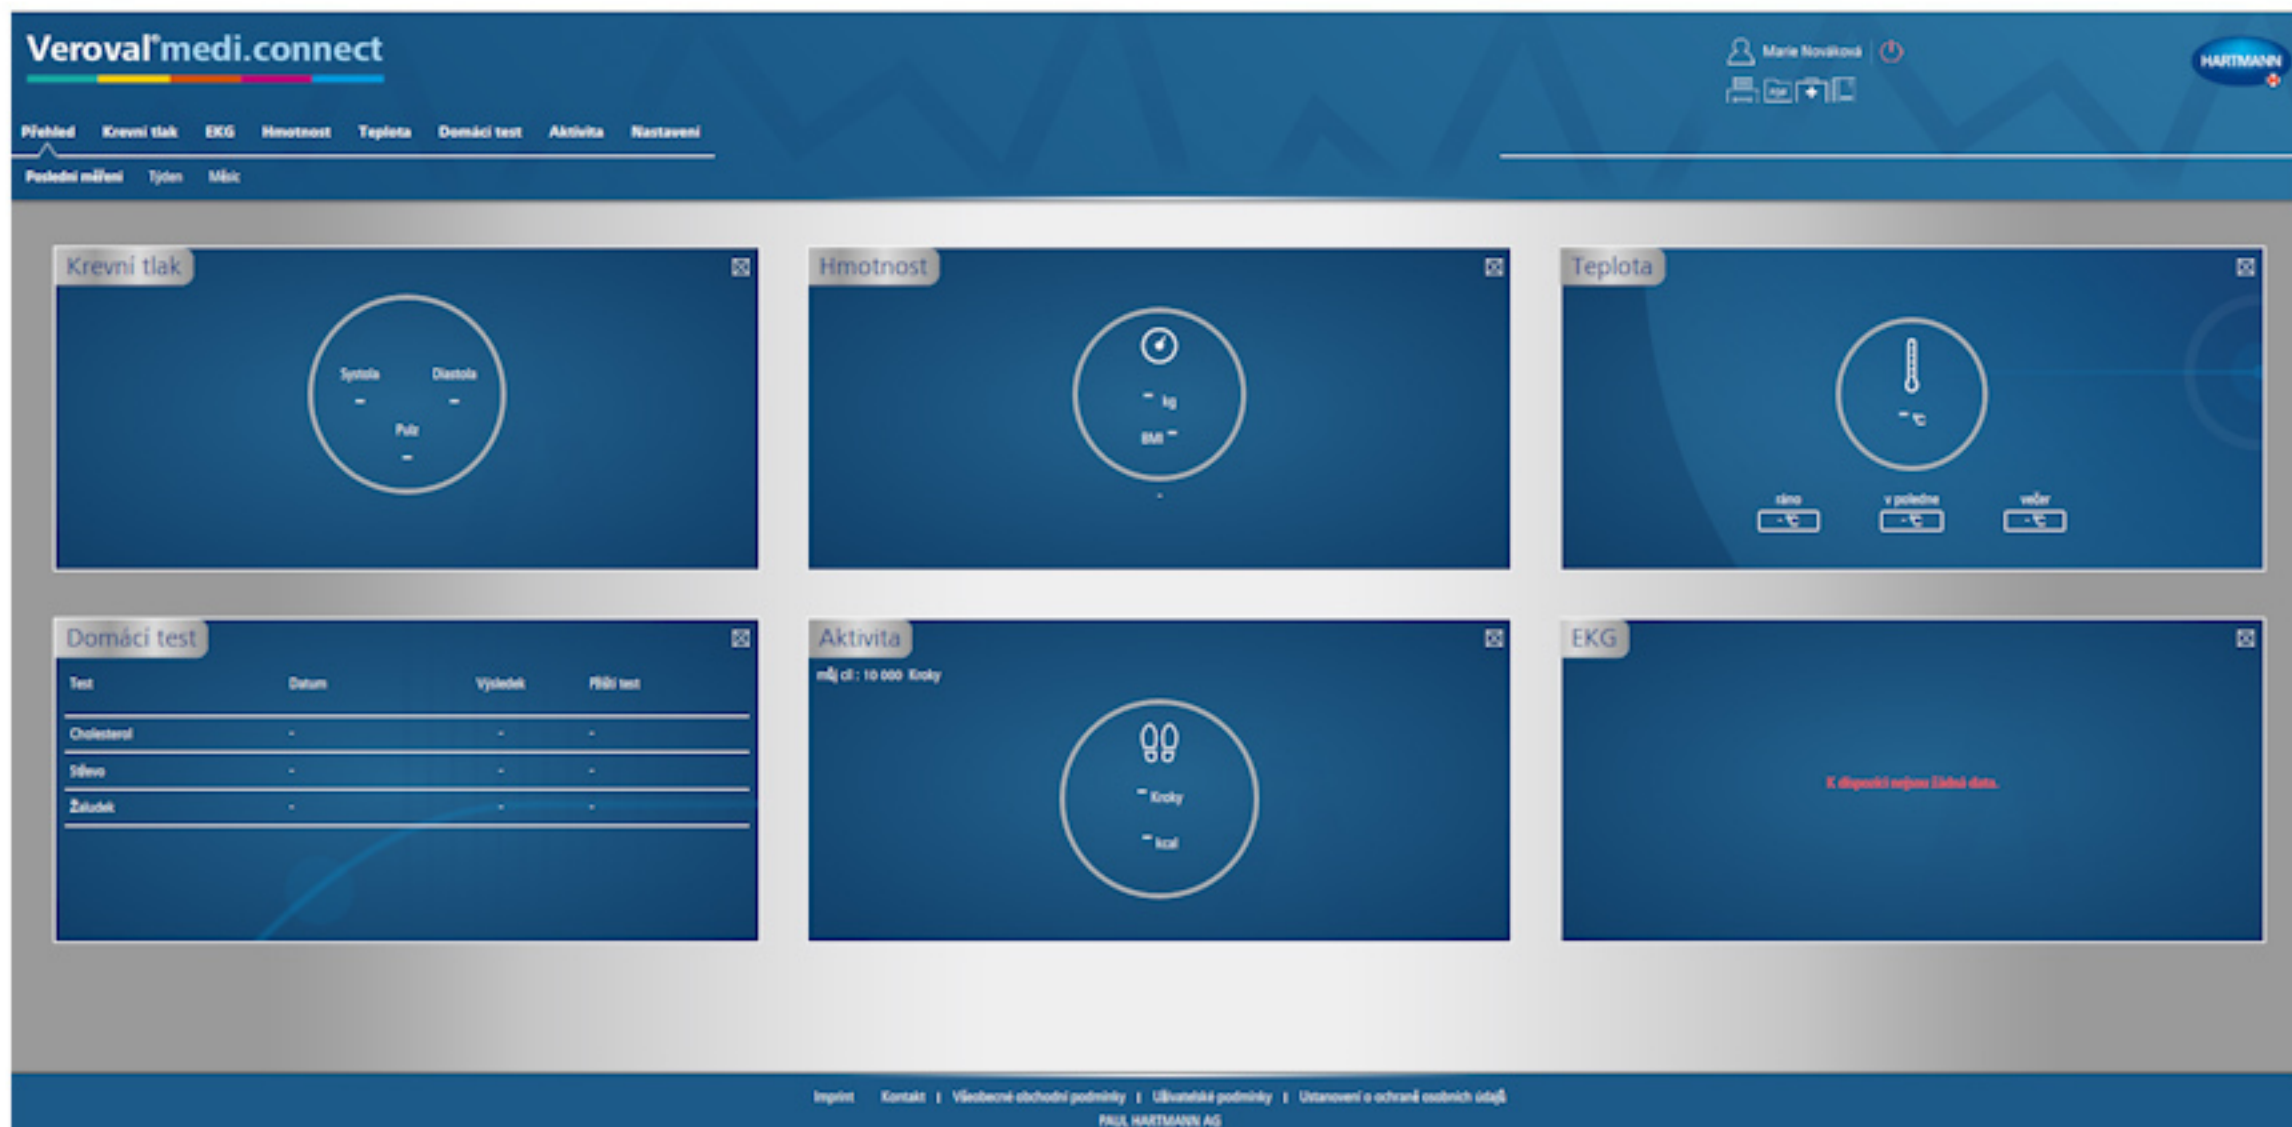 Veroval® medi.connect
Marie Nováková
HARTMANN
PDF
Přehled Krevní tlak EKG Hmotnost Teplota Domácí test Aktivita Nastavení
Poslední měření Týden Měsíc
Krevní tlak
Systola Diastola
- -
Pulz
-
Hmotnost
- kg
BMI -
-
Teplota
- °C
ráno v poledne večer
- °C - °C - °C
Domácí test
Test Datum Výsledek Příští test
Cholesterol - - -
Střevo - - -
Žaludek - - -
Aktivita
můj cíl : 10 000 Kroky
- Kroky
- kcal
EKG
K dispozici nejsou žádná data.
Imprint Kontakt | Všeobecné obchodní podmínky | Uživatelské podmínky | Ustanovení o ochraně osobních údajů
PAUL HARTMANN AG